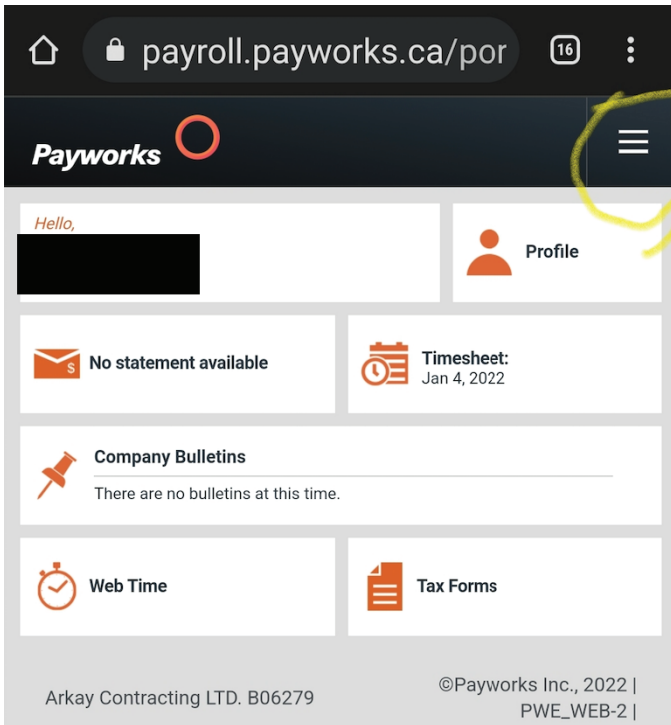 payroll.payworks.ca/por
16
Payworks
Hello,
Profile
No statement available
Timesheet:
Jan 4, 2022
Company Bulletins
There are no bulletins at this time.
Web Time
Tax Forms
Arkay Contracting LTD. B06279
©Payworks Inc., 2022 |
PWE_WEB-2 |